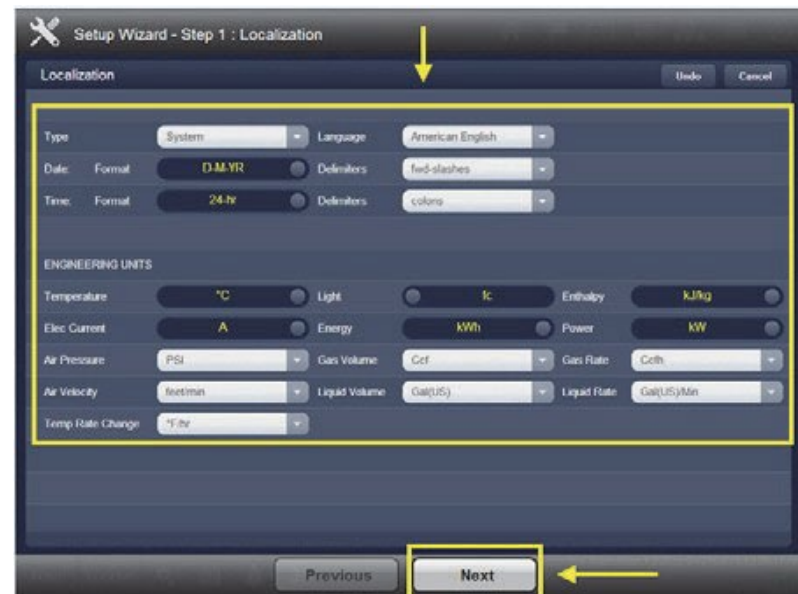 Setup Wizard - Step 1 : Localization
Localization Undo Cancel
Type System Language American English
Date: Format D-M-YR Delimiters fwd-slashes
Time: Format 24-hr Delimiters colons
ENGINEERING UNITS
Temperature °C Light fc Enthalpy kJ/kg
Elec Current A Energy kWh Power kW
Air Pressure PSI Gas Volume Ccf Gas Rate Ccfh
Air Velocity feet/min Liquid Volume Gal(US) Liquid Rate Gal(US)/Min
Temp Rate Change °F/hr
Previous Next